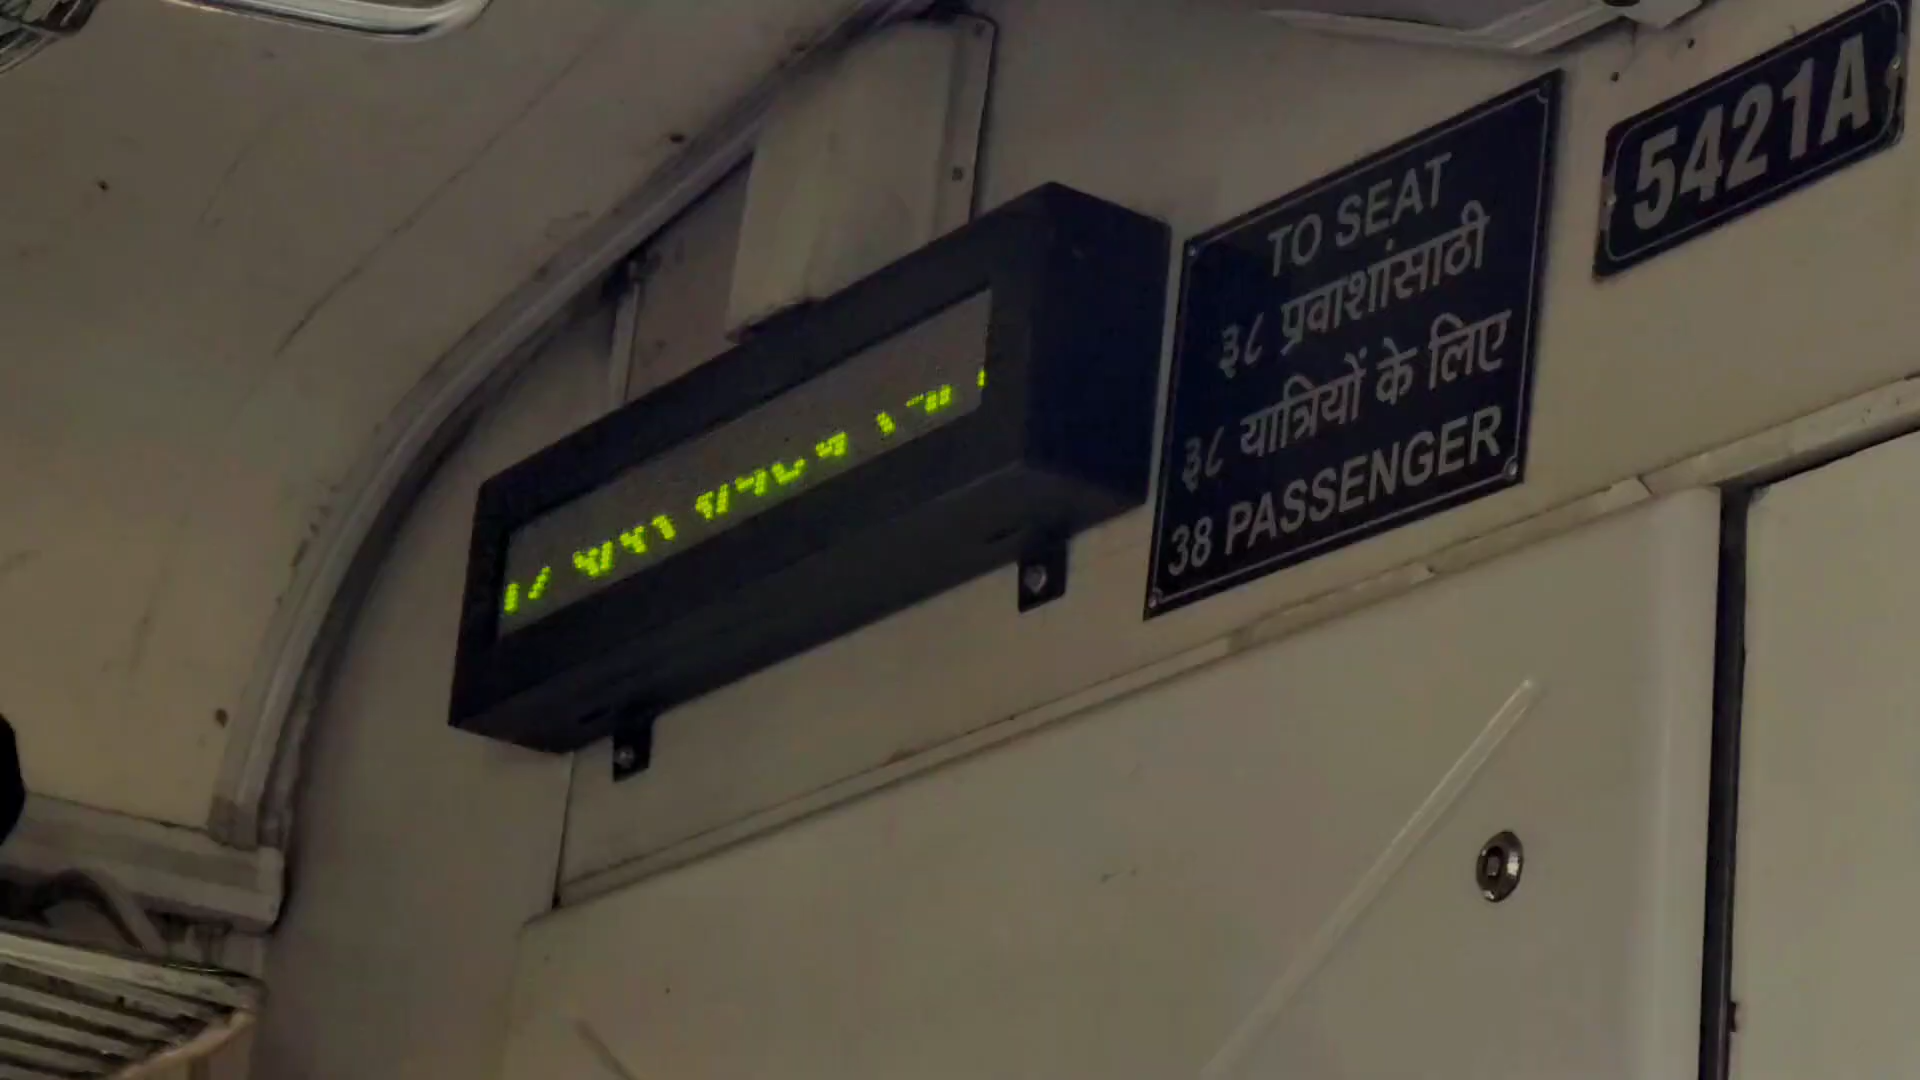 TO SEAT
३८ प्रवाशांसाठी
३८ यात्रियों के लिए
38 PASSENGER
5421A